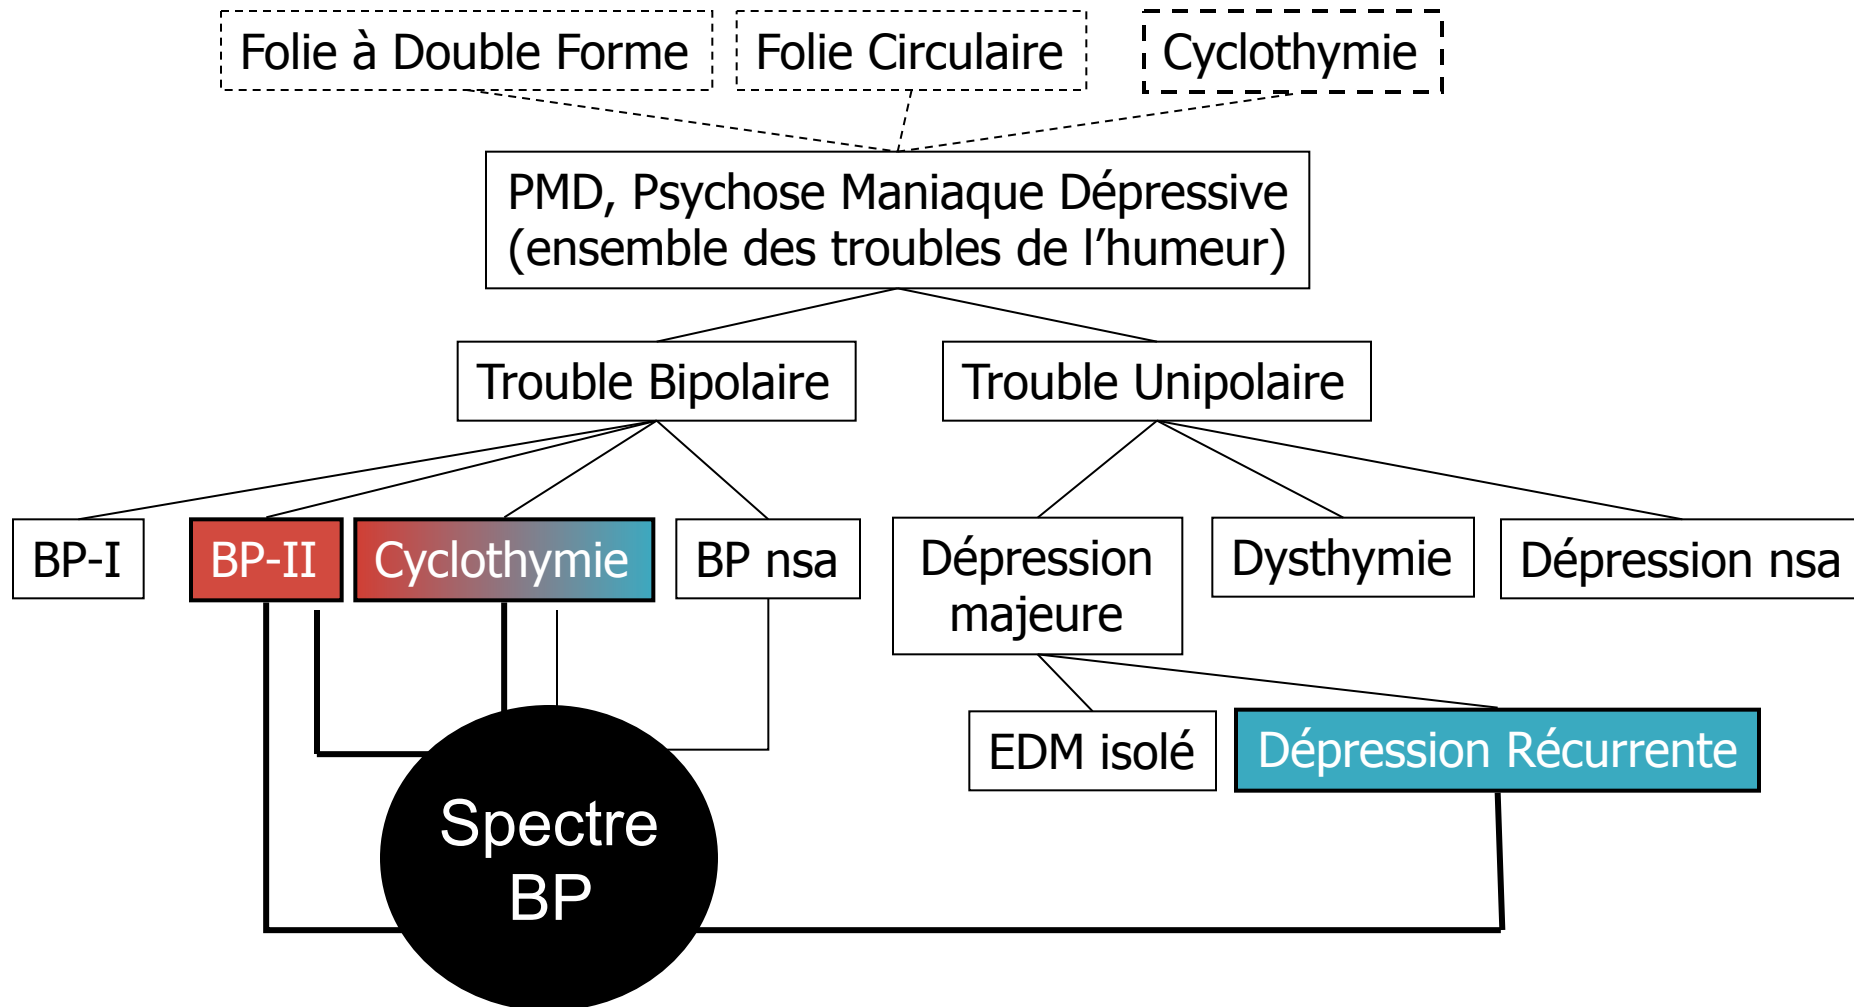 Folie à Double Forme
Folie Circulaire
Cyclothymie
PMD, Psychose Maniaque Dépressive
(ensemble des troubles de l’humeur)
Trouble Bipolaire
Trouble Unipolaire
BP-I
BP-II
Cyclothymie
BP nsa
Dépression
majeure
Dysthymie
Dépression nsa
EDM isolé
Dépression Récurrente
Spectre
BP